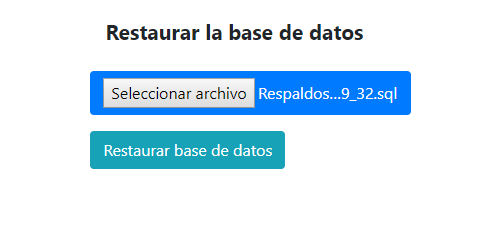 Restaurar la base de datos
Seleccionar archivo Respaldos...9_32.sql
Restaurar base de datos